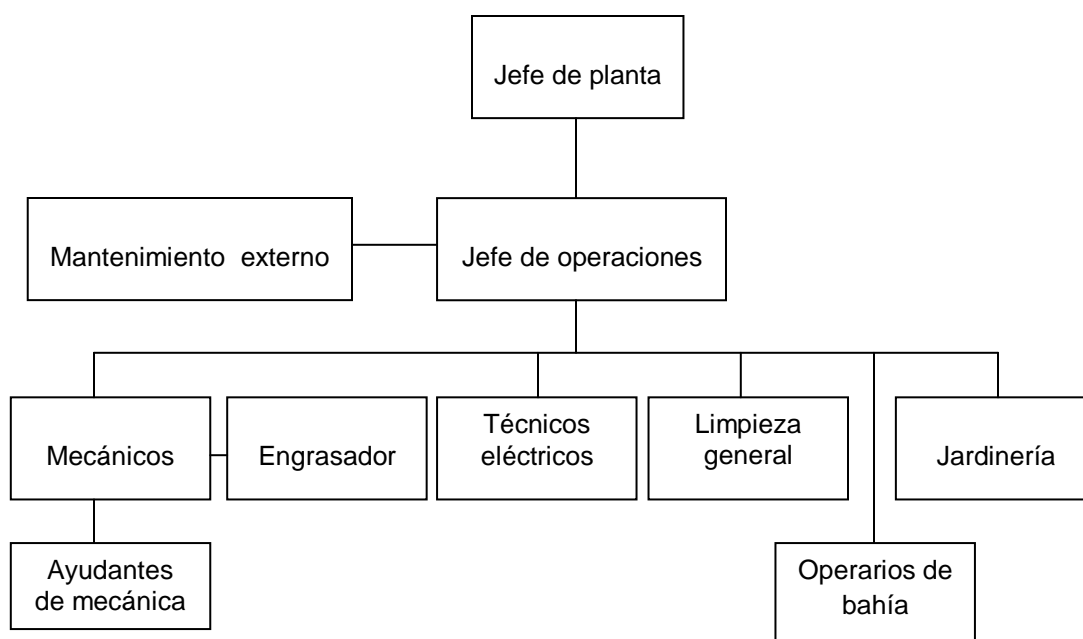 Jefe de planta
Mantenimiento externo
Jefe de operaciones
Mecánicos
Engrasador
Técnicos
eléctricos
Limpieza
general
Jardinería
Ayudantes
de mecánica
Operarios de
bahía